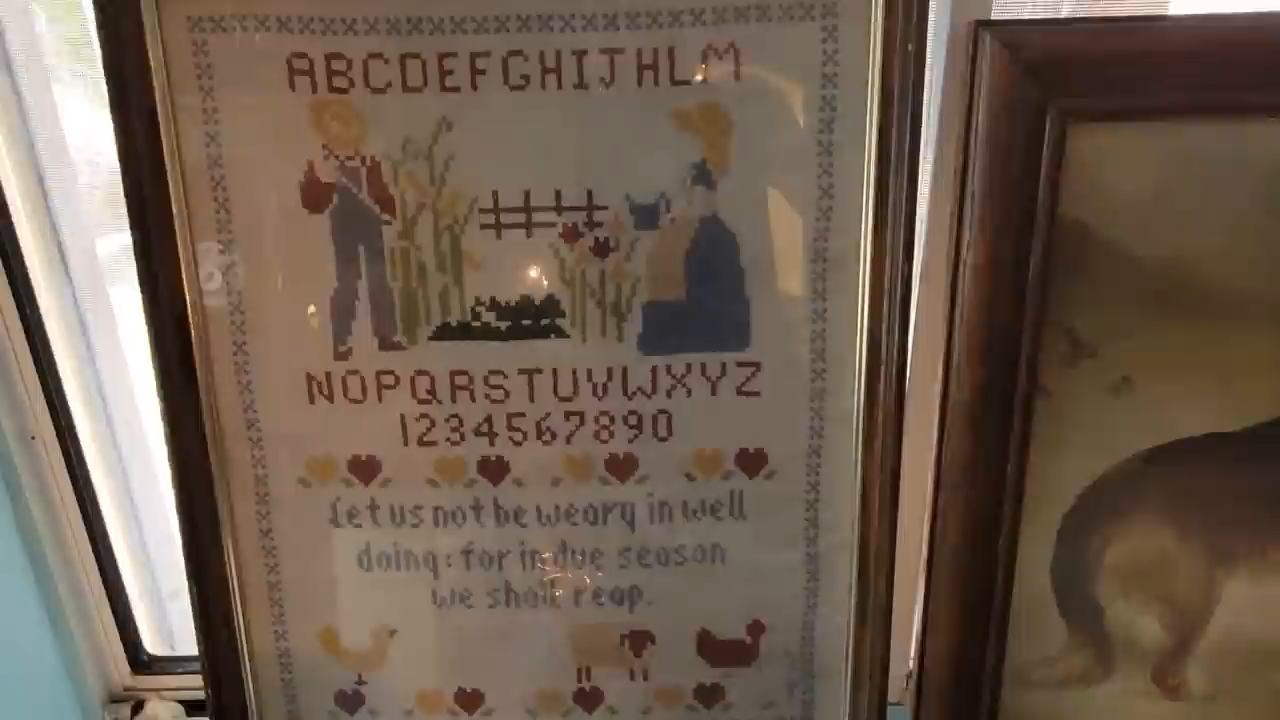 ABCDEFGHIJHLM
NOPQRSTUVWXYZ
1234567890
Let us not be weary in well
doing: for in due season
we shall reap.